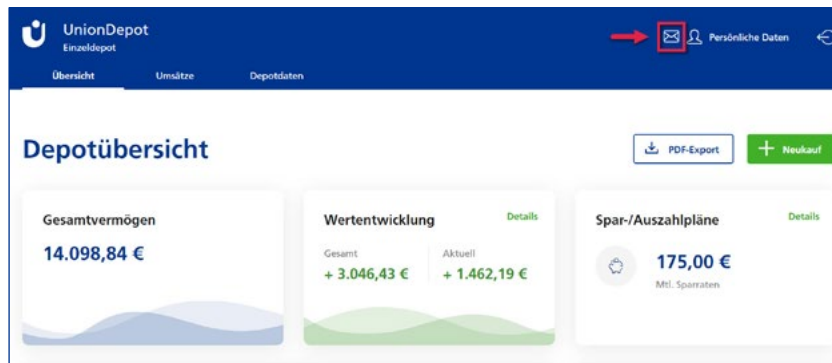 UnionDepot
Einzeldepot
Persönliche Daten
Übersicht Umsätze Depotdaten
Depotübersicht
PDF-Export
Neukauf
Gesamtvermögen
14.098,84 €
Wertentwicklung Details
Gesamt Aktuell
+ 3.046,43 € + 1.462,19 €
Spar-/Auszahlpläne Details
175,00 €
Mtl. Sparraten